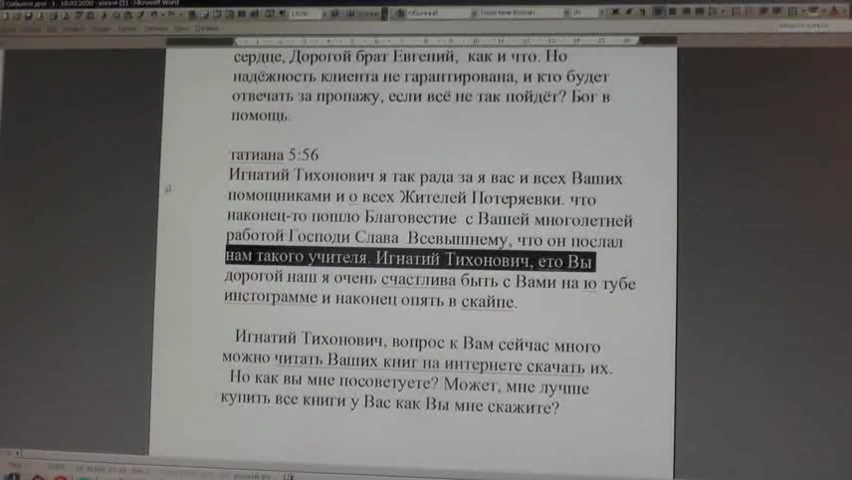 сердце, Дорогой брат Евгений, как и что. Но
надёжность клиента не гарантирована, и кто будет
отвечать за пропажу, если всё не так пойдёт? Бог в
помощь.
татиана 5:56
Игнатий Тихонович я так рада за я вас и всех Ваших
помощниками и о всех Жителей Потеряевки. что
наконец-то пошло Благовестие с Вашей многолетней
работой Господи Слава Всевышнему, что он послал
нам такого учителя. Игнатий Тихонович, ето Вы
дорогой наш я очень счастлива быть с Вами на ю тубе
инстограмме и наконец опять в скайпе.
Игнатий Тихонович, вопрос к Вам сейчас много
можно читать Ваших книг на интернете скачать их.
Но как вы мне посоветуете? Может, мне лучше
купить все книги у Вас как Вы мне скажите?